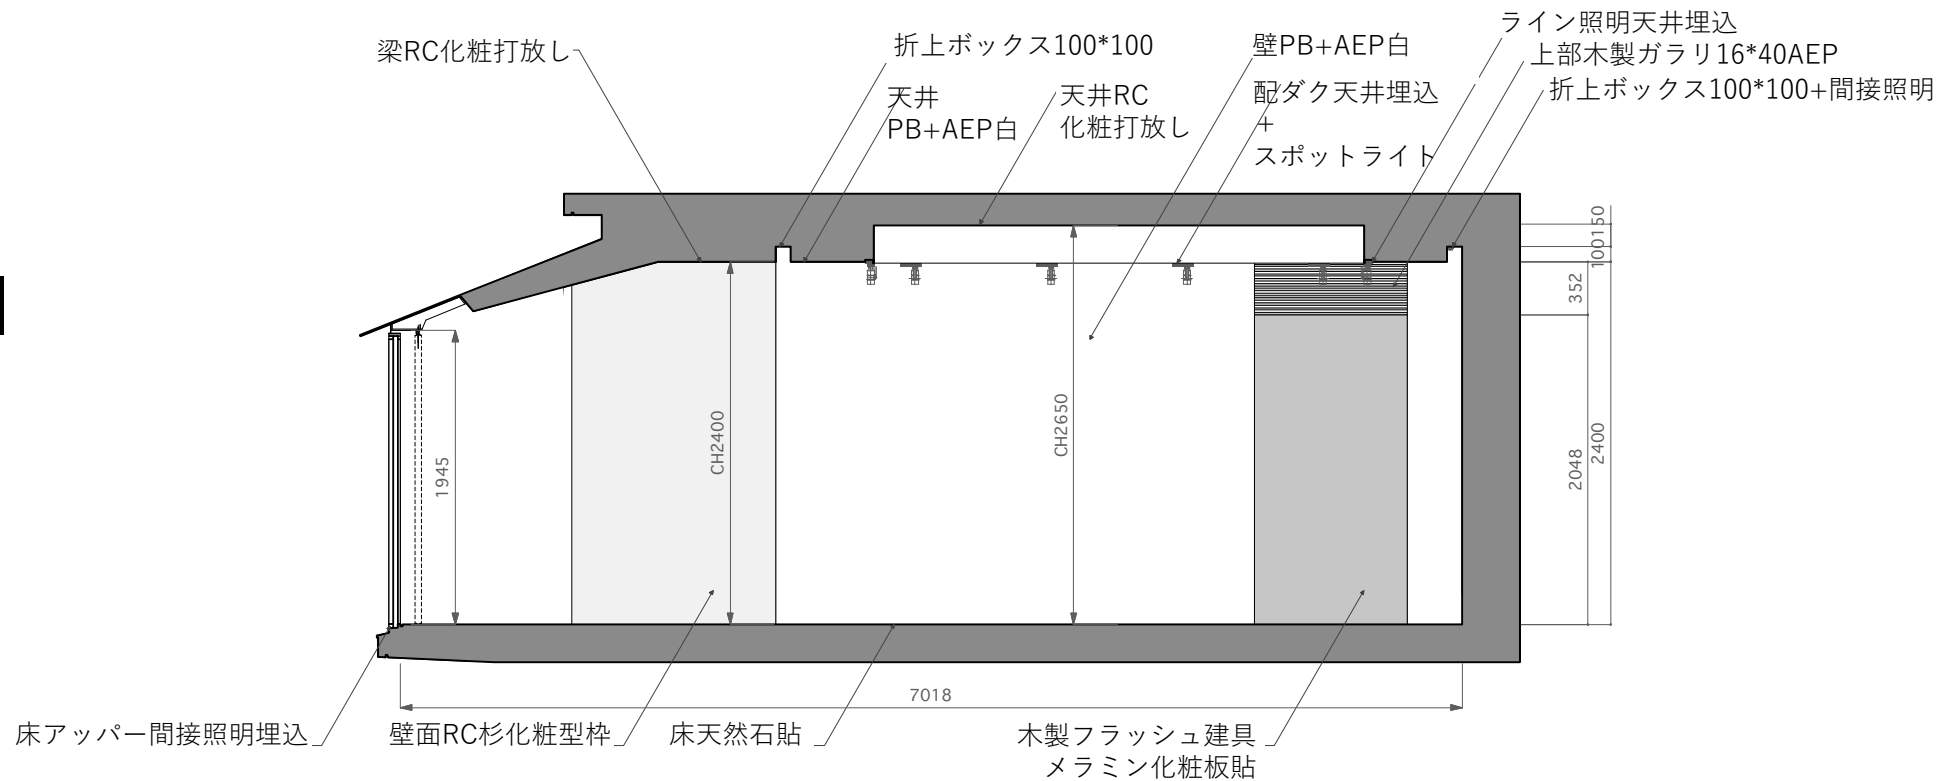 ライン照明天井埋込
梁RC化粧打放し
折上ボックス100*100
壁PB+AEP白
上部木製ガラリ16*40AEP
折上ボックス100*100+間接照明
天井
PB+AEP白
天井RC
化粧打放し
配ダク天井埋込
+
スポットライト
150
100
352
CH2400
CH2650
1945
2048
2400
7018
床アッパー間接照明埋込
壁面RC杉化粧型枠
床天然石貼
木製フラッシュ建具
メラミン化粧板貼